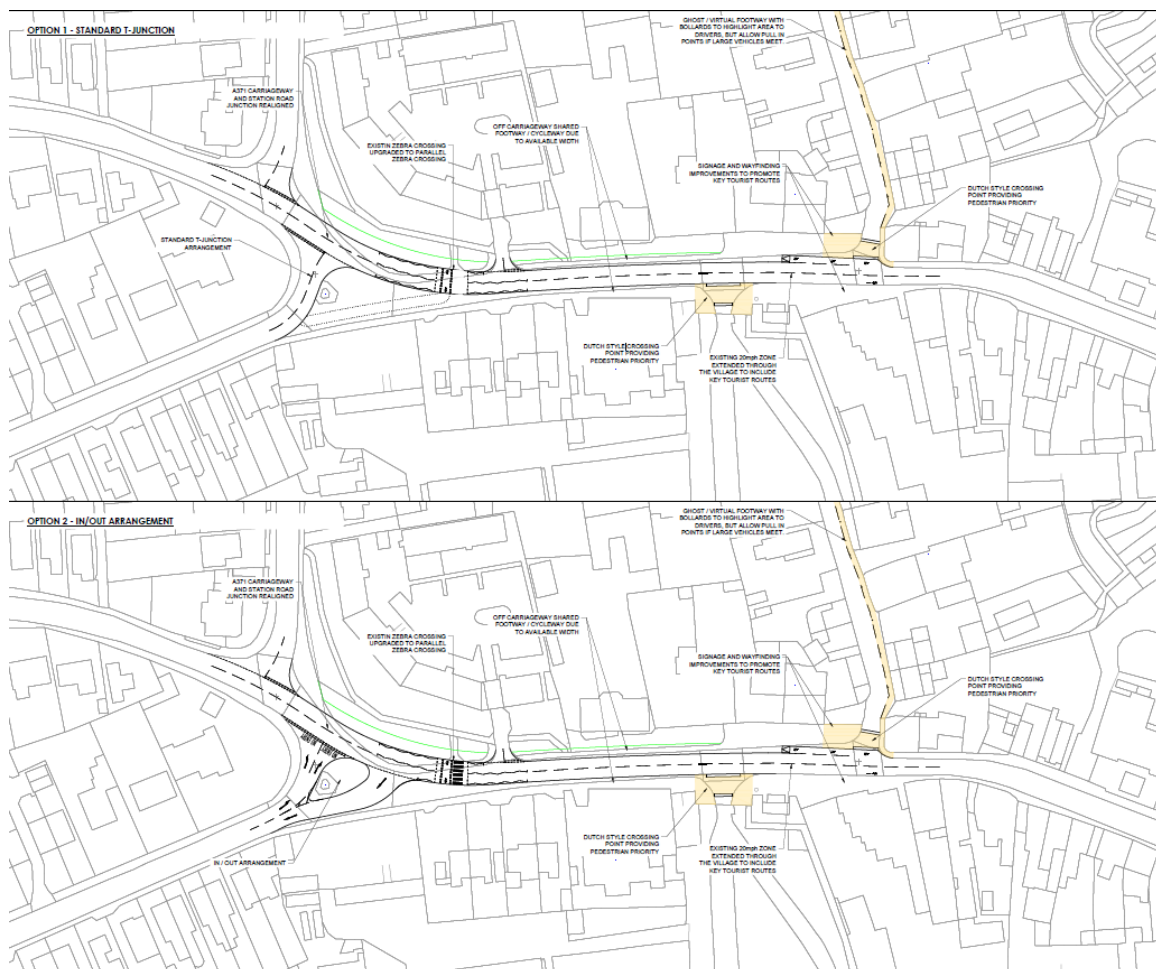 OPTION 1 - STANDARD T-JUNCTION
GHOST / VIRTUAL FOOTWAY WITH
BOLLARDS TO HIGHLIGHT AREA TO
DRIVERS, BUT ALLOW PULL IN
POINTS IF LARGE VEHICLES MEET.
A371 CARRIAGEWAY
AND STATION ROAD
JUNCTION REALIGNED
OFF CARRIAGEWAY SHARED
FOOTWAY / CYCLEWAY DUE
TO AVAILABLE WIDTH
EXISTIN ZEBRA CROSSING
UPGRADED TO PARALLEL
ZEBRA CROSSING
SIGNAGE AND WAYFINDING
IMPROVEMENTS TO PROMOTE
KEY TOURIST ROUTES
DUTCH STYLE CROSSING
POINT PROVIDING
PEDESTRIAN PRIORITY
STANDARD T-JUNCTION
ARRANGEMENT
DUTCH STYLE CROSSING
POINT PROVIDING
PEDESTRIAN PRIORITY
EXISTING 20mph ZONE
EXTENDED THROUGH
THE VILLAGE TO INCLUDE
KEY TOURIST ROUTES
OPTION 2 - IN/OUT ARRANGEMENT
GHOST / VIRTUAL FOOTWAY WITH
BOLLARDS TO HIGHLIGHT AREA TO
DRIVERS, BUT ALLOW PULL IN
POINTS IF LARGE VEHICLES MEET.
A371 CARRIAGEWAY
AND STATION ROAD
JUNCTION REALIGNED
OFF CARRIAGEWAY SHARED
FOOTWAY / CYCLEWAY DUE
TO AVAILABLE WIDTH
EXISTIN ZEBRA CROSSING
UPGRADED TO PARALLEL
ZEBRA CROSSING
SIGNAGE AND WAYFINDING
IMPROVEMENTS TO PROMOTE
KEY TOURIST ROUTES
DUTCH STYLE CROSSING
POINT PROVIDING
PEDESTRIAN PRIORITY
IN / OUT ARRANGEMENT
DUTCH STYLE CROSSING
POINT PROVIDING
PEDESTRIAN PRIORITY
EXISTING 20mph ZONE
EXTENDED THROUGH
THE VILLAGE TO INCLUDE
KEY TOURIST ROUTES